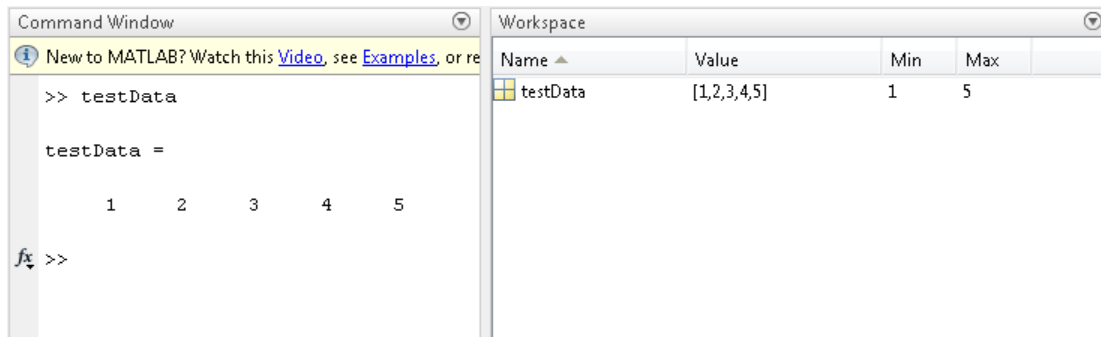 Command Window
New to MATLAB? Watch this Video, see Examples, or re
>> testData
testData =
1 2 3 4 5
fx >>
Workspace
Name Value Min Max
testData [1,2,3,4,5] 1 5